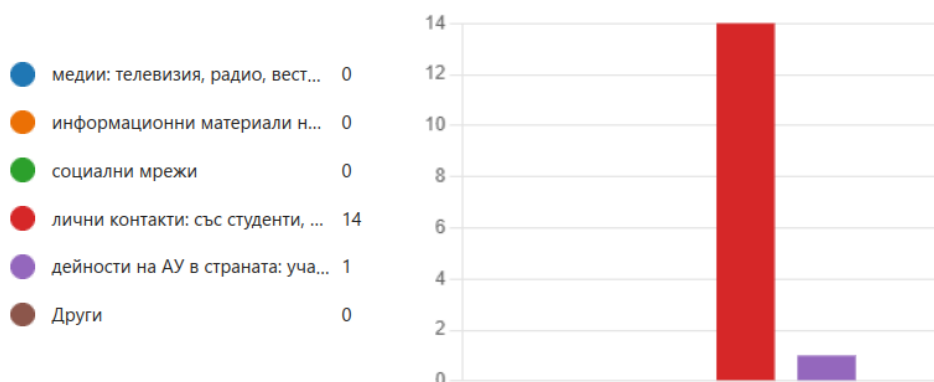 медии: телевизия, радио, вест... 0
информационни материали н... 0
социални мрежи 0
лични контакти: със студенти, ... 14
дейности на АУ в страната: уча... 1
Други 0
14
12
10
8
6
4
2
0